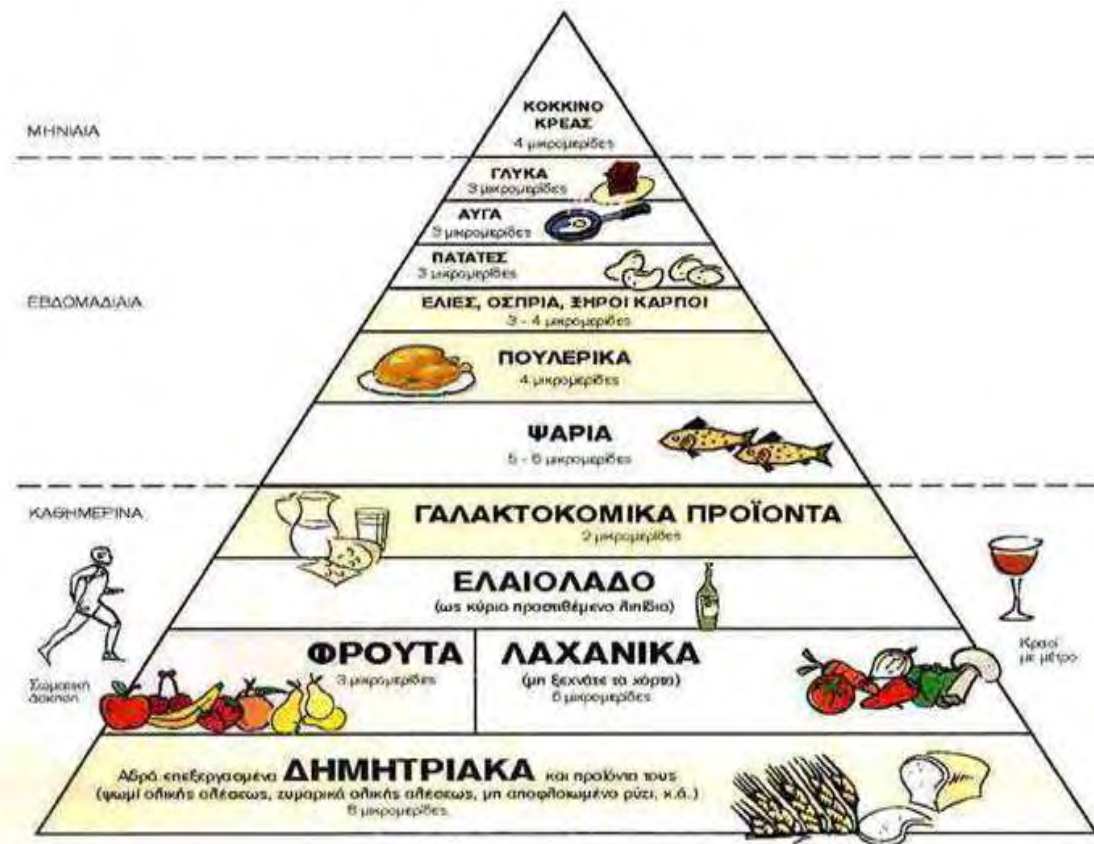 ΜΗΝΙΑΙΑ
ΚΟΚΚΙΝΟ
ΚΡΕΑΣ
4 μικρομερίδες
ΓΛΥΚΑ
3 μικρομερίδες
ΑΥΓΑ
3 μικρομερίδες
ΠΑΤΑΤΕΣ
3 μικρομερίδες
ΕΒΔΟΜΑΔΙΑΙΑ
ΕΛΙΕΣ, ΟΣΠΡΙΑ, ΞΗΡΟΙ ΚΑΡΠΟΙ
3 - 4 μικρομερίδες
ΠΟΥΛΕΡΙΚΑ
4 μικρομερίδες
ΨΑΡΙΑ
5 - 6 μικρομερίδες
ΚΑΘΗΜΕΡΙΝΑ
ΓΑΛΑΚΤΟΚΟΜΙΚΑ ΠΡΟΪΟΝΤΑ
2 μικρομερίδες
ΕΛΑΙΟΛΑΔΟ
(ως κύριο προστιθέμενο λιπίδιο)
Σωματική
άσκηση
ΦΡΟΥΤΑ
3 μικρομερίδες
ΛΑΧΑΝΙΚΑ
(μη ξεχνάτε τα χόρτα)
6 μικρομερίδες
Κρασί
με μέτρο
Αδρά επεξεργασμένα ΔΗΜΗΤΡΙΑΚΑ και προϊόντα τους
(ψωμί ολικής αλέσεως, ζυμαρικά ολικής αλέσεως, μη αποφλοιωμένο ρύζι, κ.ά.)
8 μικρομερίδες